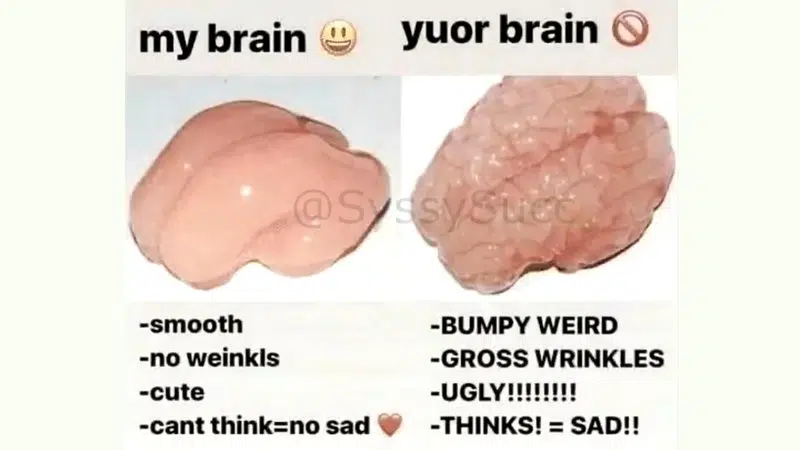 my brain 😃
yuor brain 🚫
@SyssySucc
-smooth
-no weinkls
-cute
-cant think=no sad ❤️
-BUMPY WEIRD
-GROSS WRINKLES
-UGLY!!!!!!!!
-THINKS! = SAD!!